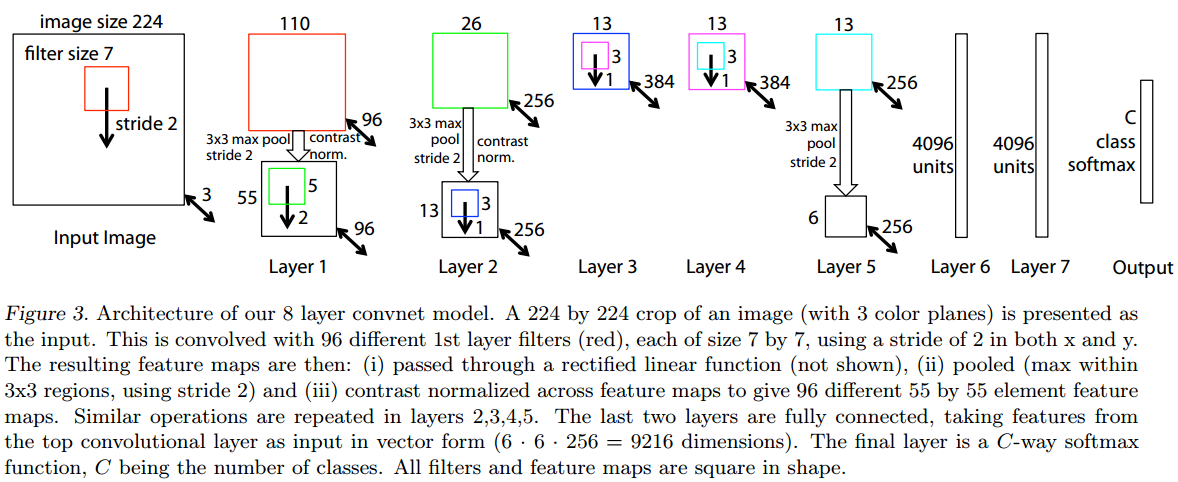 image size 224
filter size 7
stride 2
3
Input Image
110
96
3x3 max pool
stride 2
contrast
norm.
55
5
2
96
Layer 1
26
256
3x3 max
pool
stride 2
contrast
norm.
13
3
1
256
Layer 2
13
3
1
384
Layer 3
13
3
1
384
Layer 4
13
256
3x3 max
pool
stride 2
6
256
Layer 5
4096
units
Layer 6
4096
units
Layer 7
C
class
softmax
Output
Figure 3. Architecture of our 8 layer convnet model. A 224 by 224 crop of an image (with 3 color planes) is presented as
the input. This is convolved with 96 different 1st layer filters (red), each of size 7 by 7, using a stride of 2 in both x and y.
The resulting feature maps are then: (i) passed through a rectified linear function (not shown), (ii) pooled (max within
3x3 regions, using stride 2) and (iii) contrast normalized across feature maps to give 96 different 55 by 55 element feature
maps. Similar operations are repeated in layers 2,3,4,5. The last two layers are fully connected, taking features from
the top convolutional layer as input in vector form (6 · 6 · 256 = 9216 dimensions). The final layer is a C-way softmax
function, C being the number of classes. All filters and feature maps are square in shape.